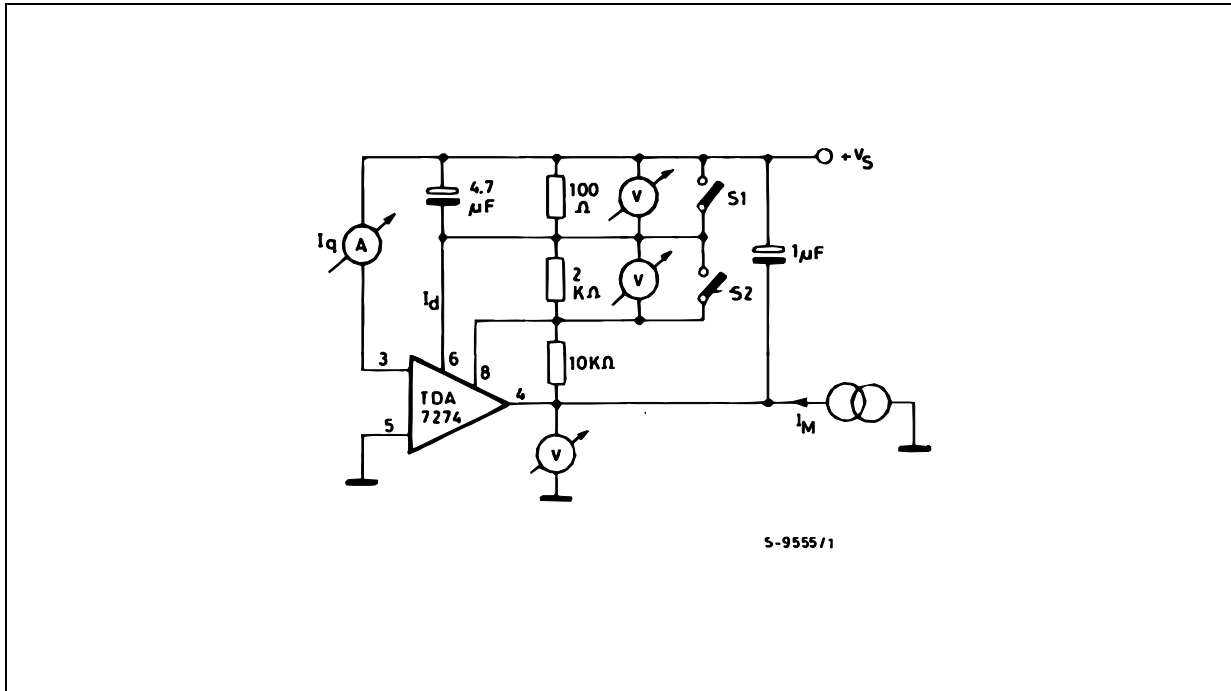 +VS
4.7
µF
100
Ω
V
S1
Iq
A
2
KΩ
V
S2
1µF
Id
3
6
8
10KΩ
TDA
7274
4
5
IM
V
S-9555/1